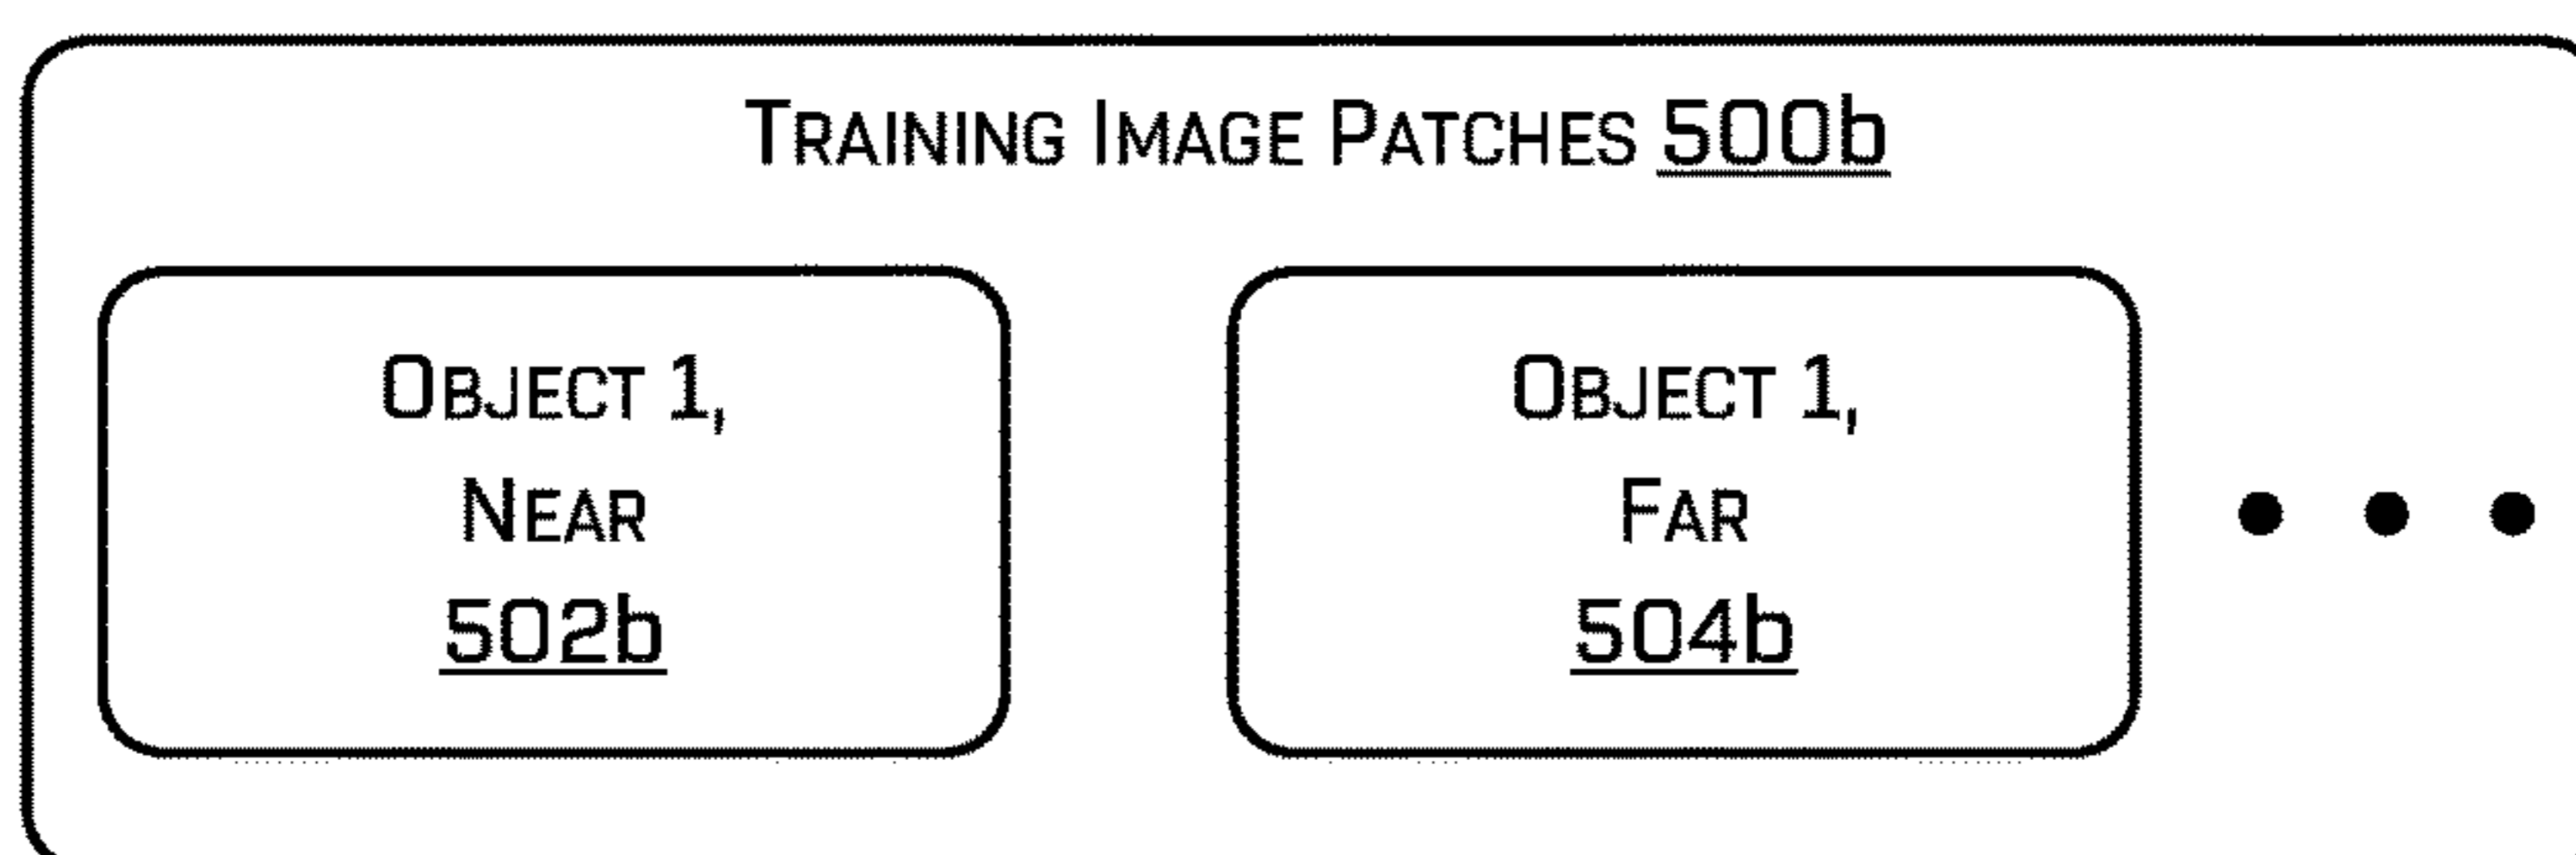 Training Image Patches 500b
Object 1,
Near
502b
Object 1,
Far
504b